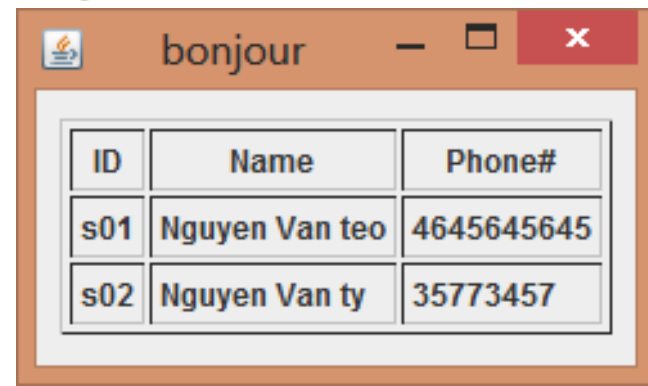 bonjour
ID Name Phone#
s01 Nguyen Van teo 4645645645
s02 Nguyen Van ty 35773457